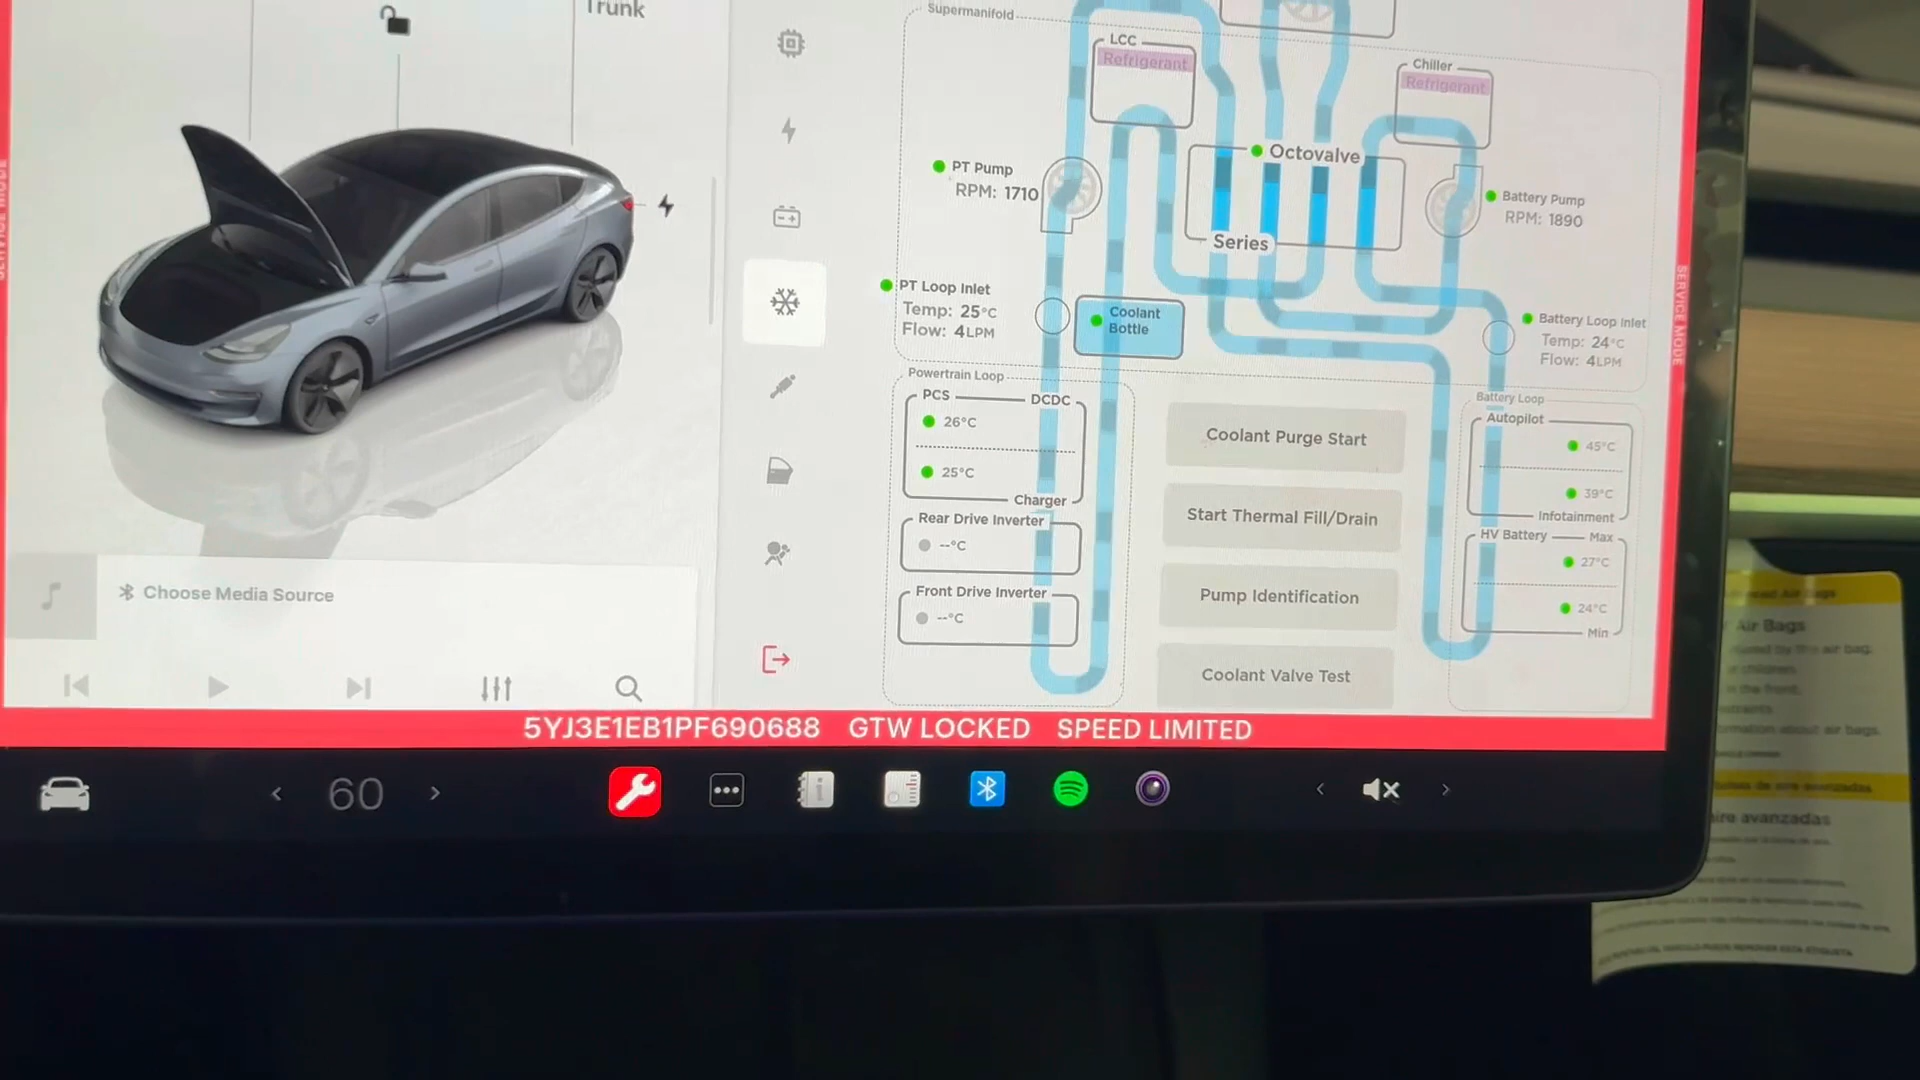 Trunk
Supermanifold
LCC
Refrigerant
Chiller
Refrigerant
PT Pump
RPM: 1710
Octovalve
Series
Battery Pump
RPM: 1890
PT Loop Inlet
Temp: 25°C
Flow: 4LPM
Coolant
Bottle
Battery Loop Inlet
Temp: 24°C
Flow: 4LPM
Powertrain Loop
PCS
DCDC
26°C
25°C
Charger
Rear Drive Inverter
--°C
Front Drive Inverter
--°C
Coolant Purge Start
Start Thermal Fill/Drain
Pump Identification
Coolant Valve Test
Battery Loop
Autopilot
45°C
39°C
Infotainment
HV Battery
Max
27°C
24°C
Min
Choose Media Source
SERVICE MODE
SERVICE MODE
5YJ3E1EB1PF690688 GTW LOCKED SPEED LIMITED
60
Air Bags